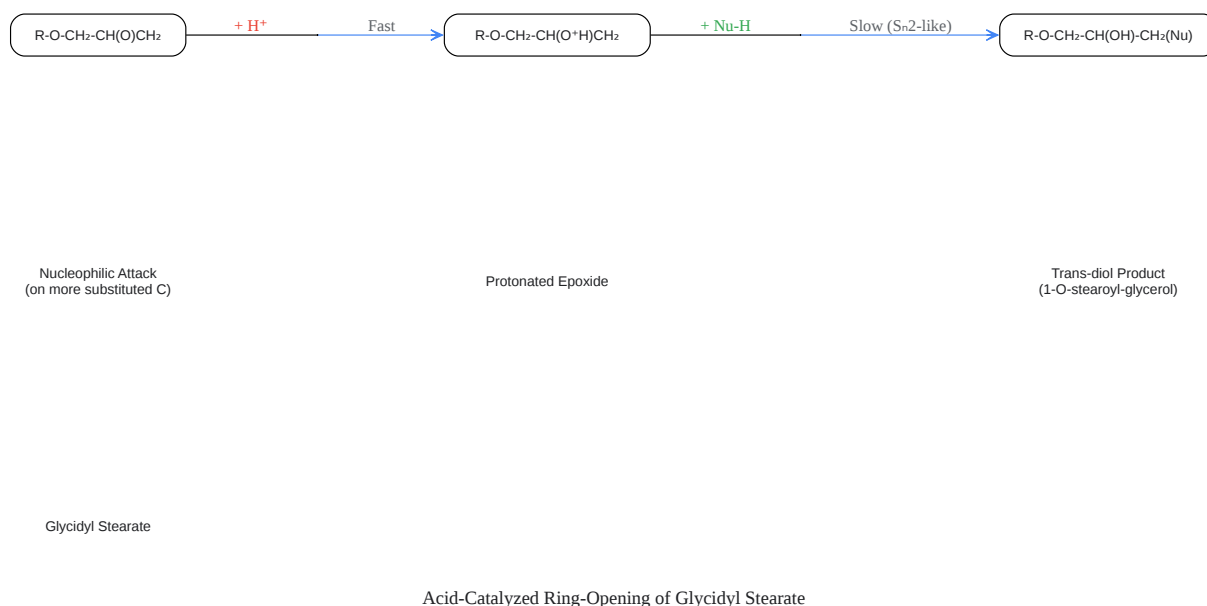 R-O-CH₂-CH(O)CH₂
+ H⁺
Fast
R-O-CH₂-CH(O⁺H)CH₂
+ Nu-H
Slow (Sₙ2-like)
R-O-CH₂-CH(OH)-CH₂(Nu)
Nucleophilic Attack
(on more substituted C)
Protonated Epoxide
Trans-diol Product
(1-O-stearoyl-glycerol)
Glycidyl Stearate
Acid-Catalyzed Ring-Opening of Glycidyl Stearate